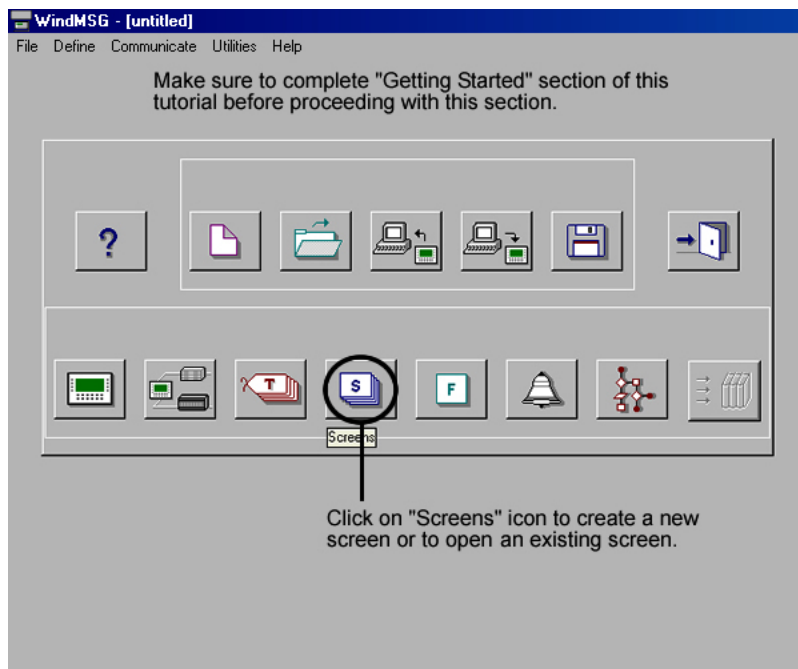 WindMSG - [untitled]
File Define Communicate Utilities Help
Make sure to complete "Getting Started" section of this
tutorial before proceeding with this section.
?
T
S
F
Screens
Click on "Screens" icon to create a new
screen or to open an existing screen.